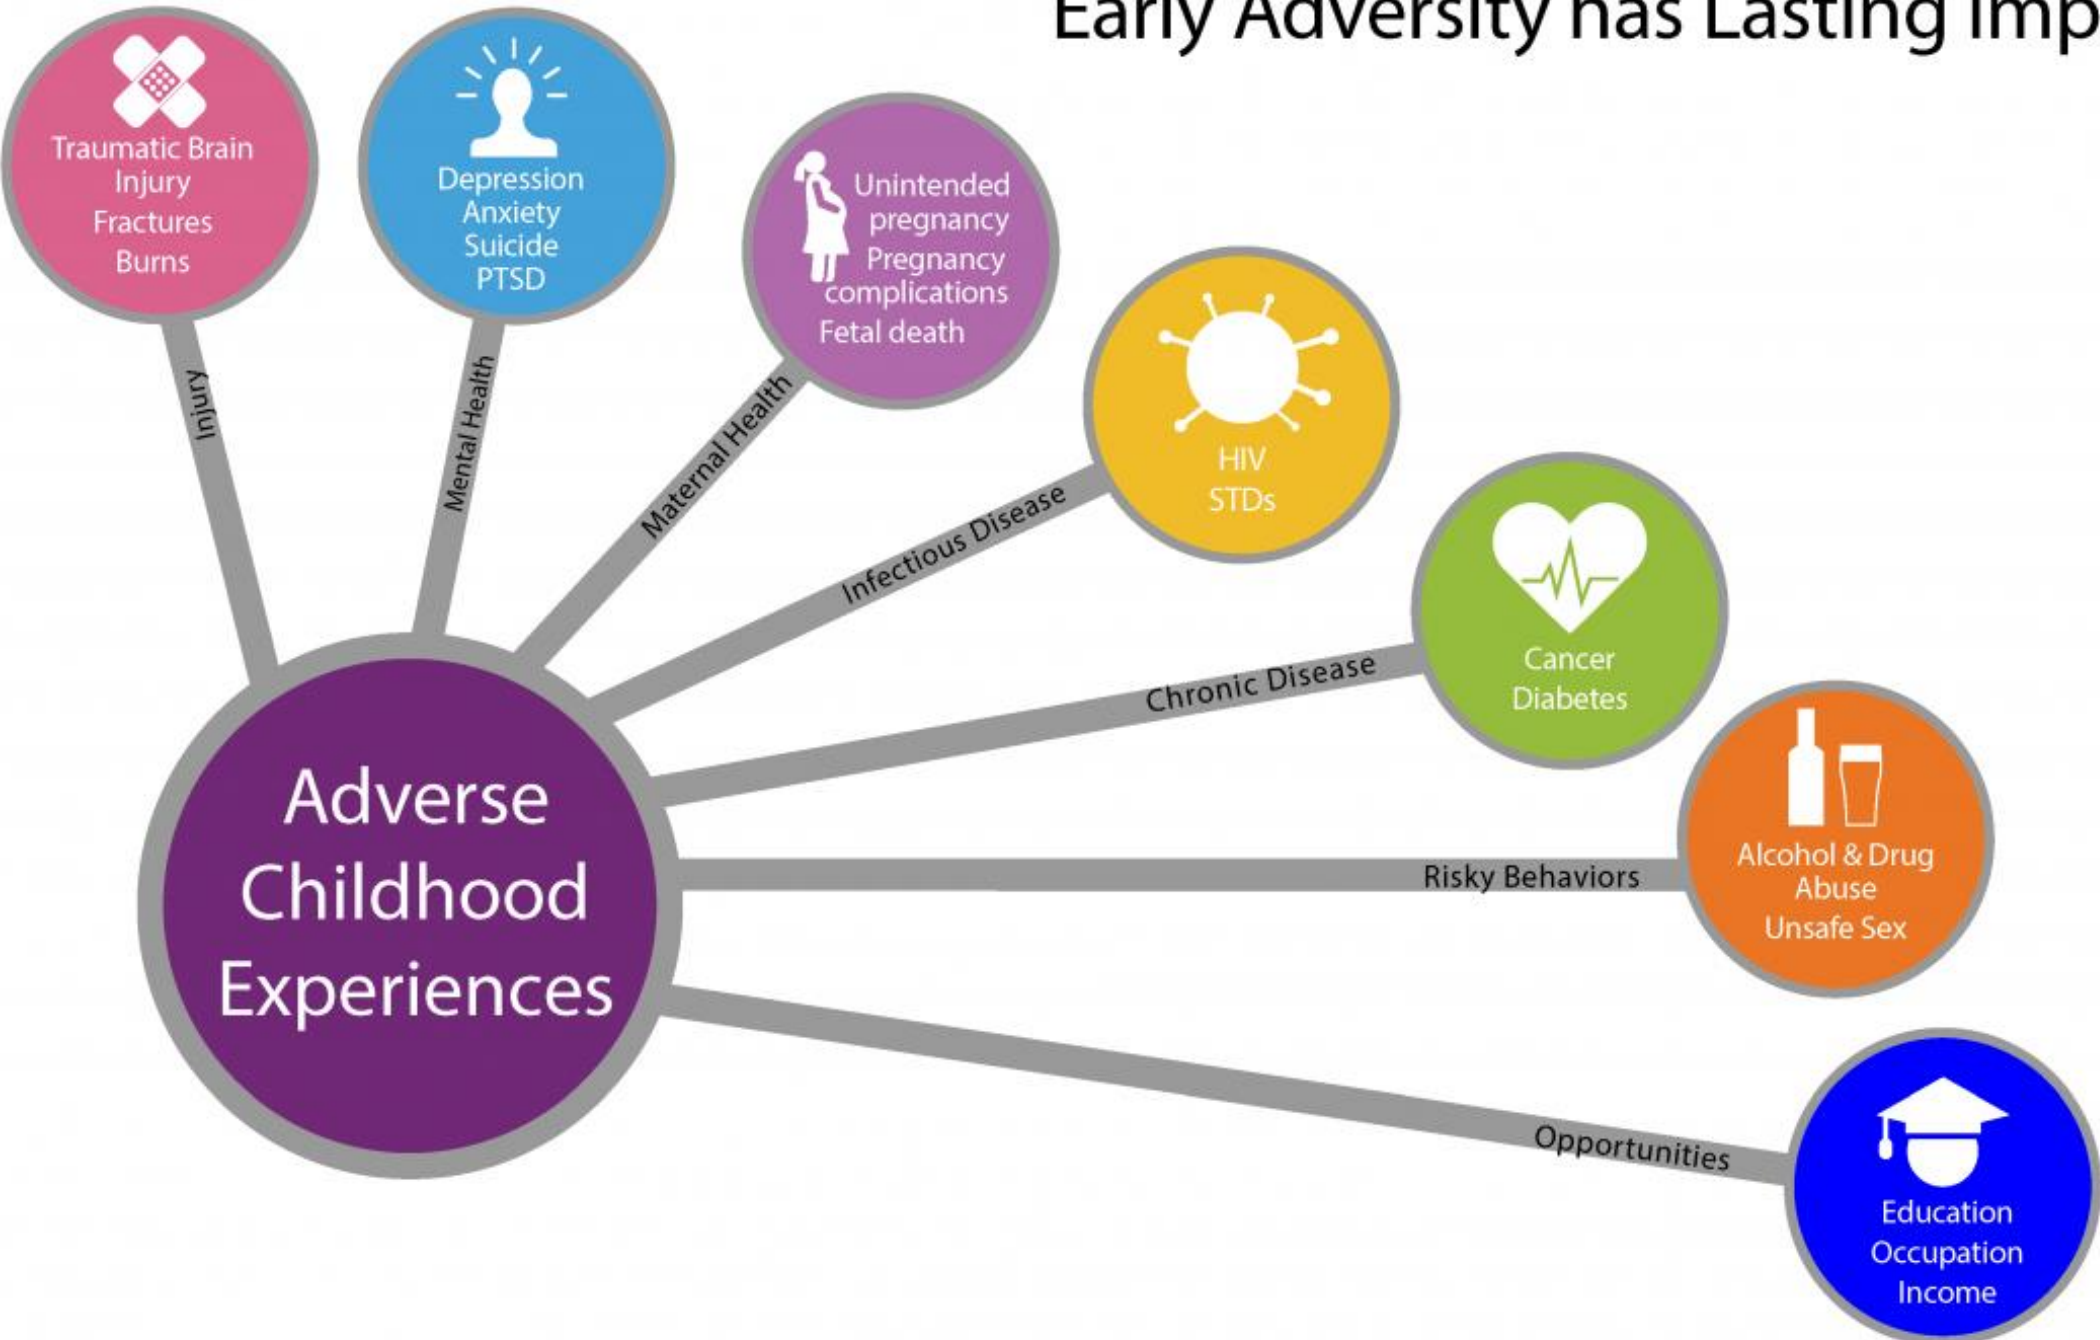 Early Adversity has Lasting Imp
Traumatic Brain
Injury
Fractures
Burns
Depression
Anxiety
Suicide
PTSD
Unintended
pregnancy
Pregnancy
complications
Fetal death
HIV
STDs
Cancer
Diabetes
Alcohol & Drug
Abuse
Unsafe Sex
Education
Occupation
Income
Injury
Mental Health
Maternal Health
Infectious Disease
Chronic Disease
Risky Behaviors
Opportunities
Adverse
Childhood
Experiences